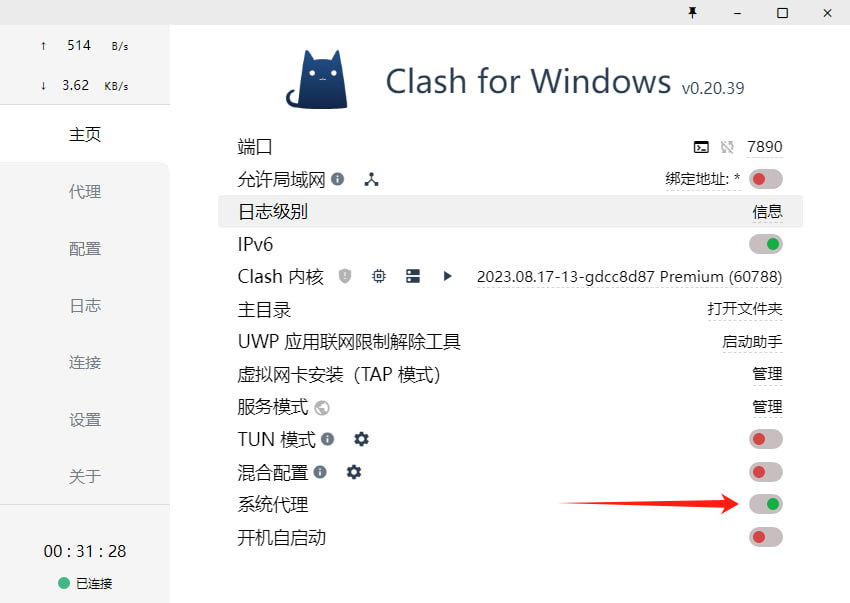 ↑ 514 B/s
↓ 3.62 KB/s
主页
代理
配置
日志
连接
设置
关于
00 : 31 : 28
已连接
Clash for Windows v0.20.39
端口 7890
允许局域网 绑定地址: *
日志级别 信息
IPv6
Clash 内核 2023.08.17-13-gdcc8d87 Premium (60788)
主目录 打开文件夹
UWP 应用联网限制解除工具 启动助手
虚拟网卡安装（TAP 模式） 管理
服务模式 管理
TUN 模式
混合配置
系统代理
开机自启动